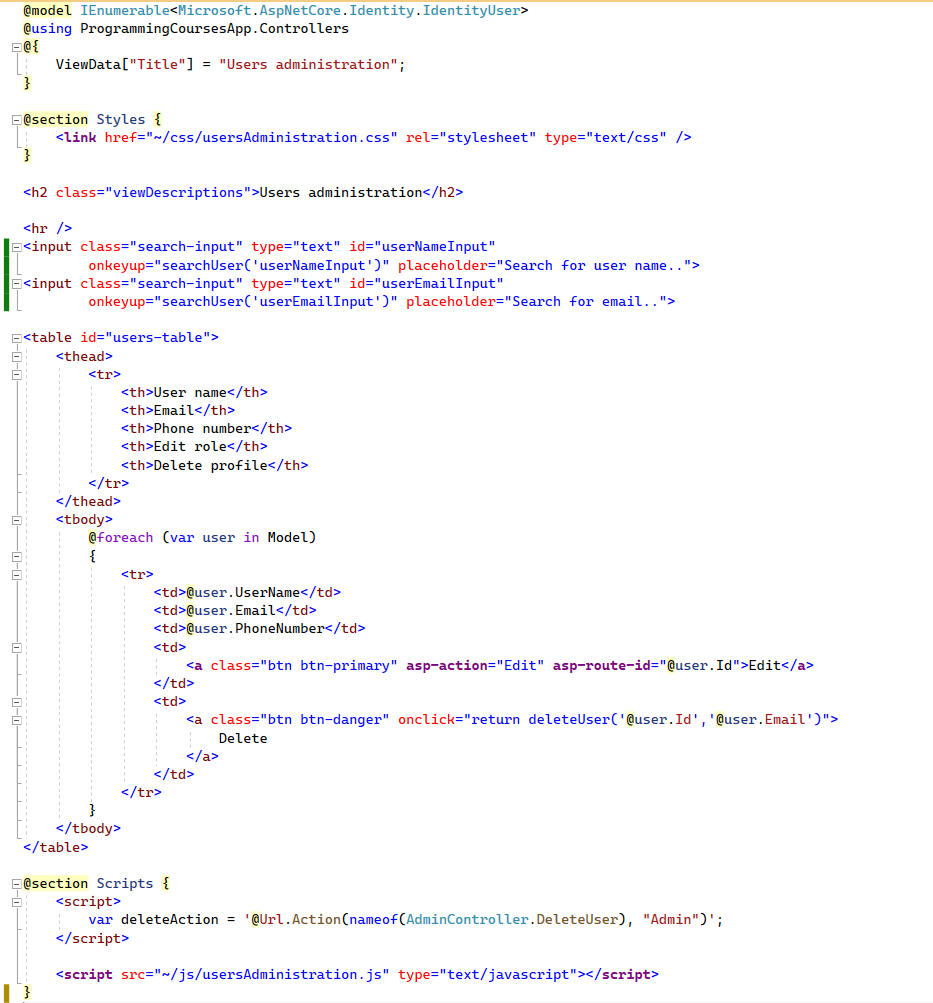 @model IEnumerable<Microsoft.AspNetCore.Identity.IdentityUser>
@using ProgrammingCoursesApp.Controllers
@{
    ViewData["Title"] = "Users administration";
}

@section Styles {
    <link href="~/css/usersAdministration.css" rel="stylesheet" type="text/css" />
}

<h2 class="viewDescriptions">Users administration</h2>

<hr />
<input class="search-input" type="text" id="userNameInput"
        onkeyup="searchUser('userNameInput')" placeholder="Search for user name..">
<input class="search-input" type="text" id="userEmailInput"
        onkeyup="searchUser('userEmailInput')" placeholder="Search for email..">

<table id="users-table">
    <thead>
        <tr>
            <th>User name</th>
            <th>Email</th>
            <th>Phone number</th>
            <th>Edit role</th>
            <th>Delete profile</th>
        </tr>
    </thead>
    <tbody>
        @foreach (var user in Model)
        {
            <tr>
                <td>@user.UserName</td>
                <td>@user.Email</td>
                <td>@user.PhoneNumber</td>
                <td>
                    <a class="btn btn-primary" asp-action="Edit" asp-route-id="@user.Id">Edit</a>
                </td>
                <td>
                    <a class="btn btn-danger" onclick="return deleteUser('@user.Id','@user.Email')">
                        Delete
                    </a>
                </td>
            </tr>
        }
    </tbody>
</table>

@section Scripts {
    <script>
        var deleteAction = '@Url.Action(nameof(AdminController.DeleteUser), "Admin")';
    </script>

    <script src="~/js/usersAdministration.js" type="text/javascript"></script>
}